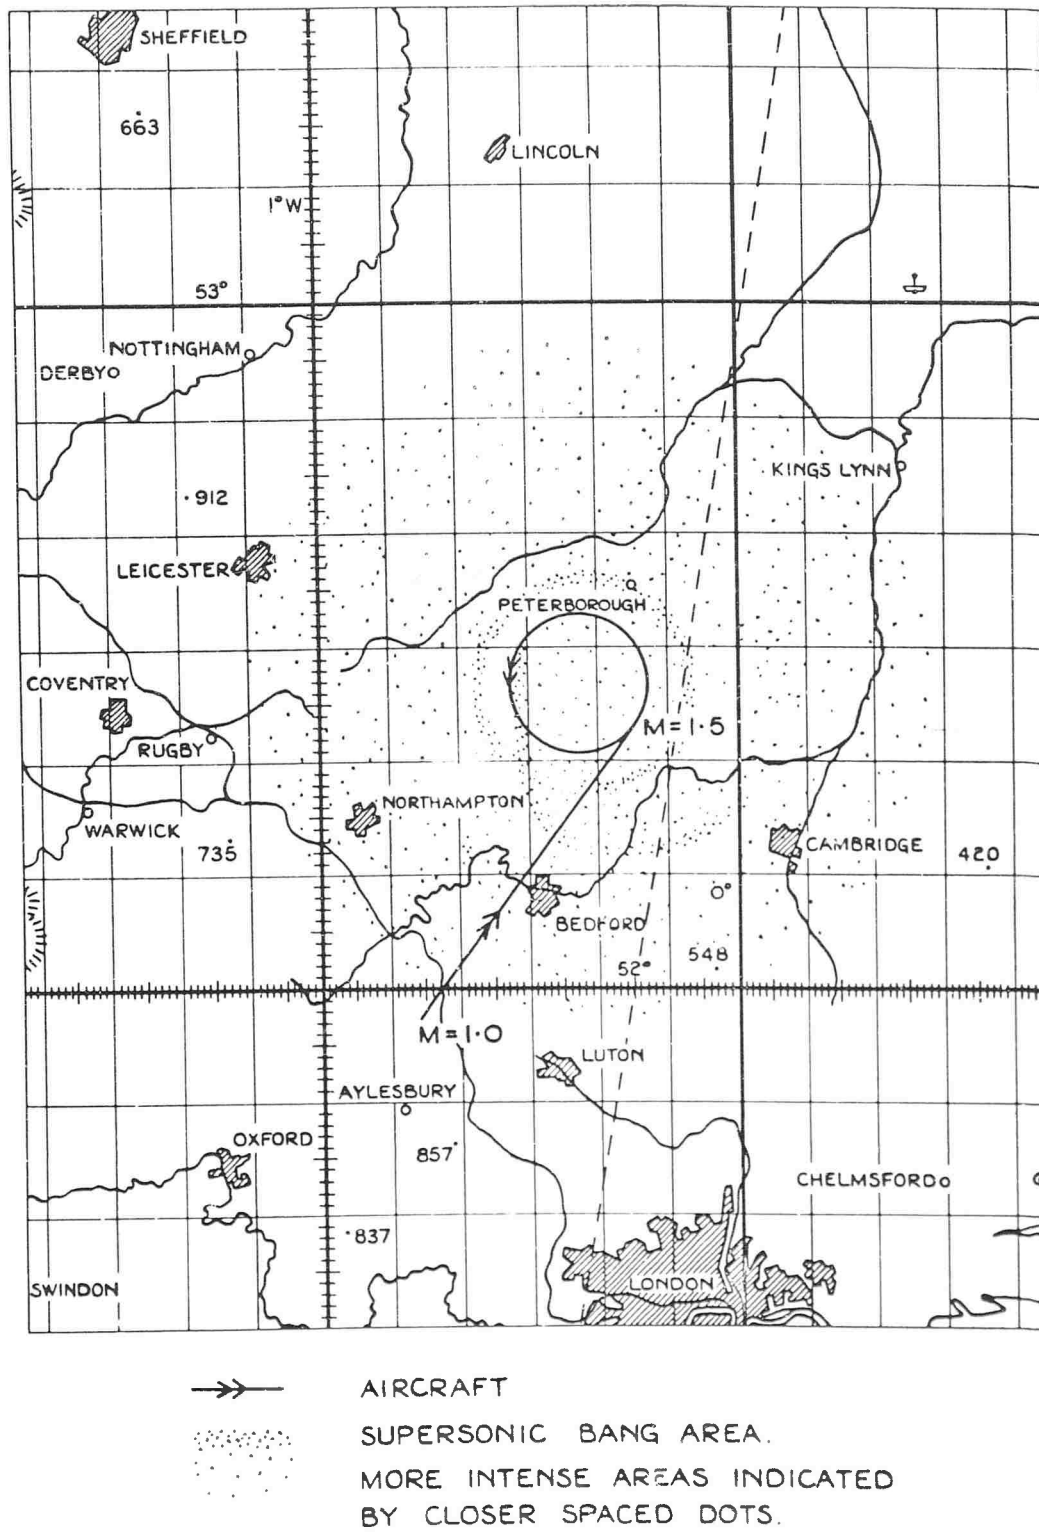 SHEFFIELD
663
LINCOLN
1°W
53°
NOTTINGHAM
DERBY
KINGS LYNN
912
LEICESTER
PETERBOROUGH
COVENTRY
M=1·5
RUGBY
NORTHAMPTON
WARWICK
735
CAMBRIDGE
420
0°
BEDFORD
548
52°
M=1·0
LUTON
AYLESBURY
OXFORD
857
CHELMSFORD
837
SWINDON
LONDON
AIRCRAFT
SUPERSONIC BANG AREA.
MORE INTENSE AREAS INDICATED
BY CLOSER SPACED DOTS.